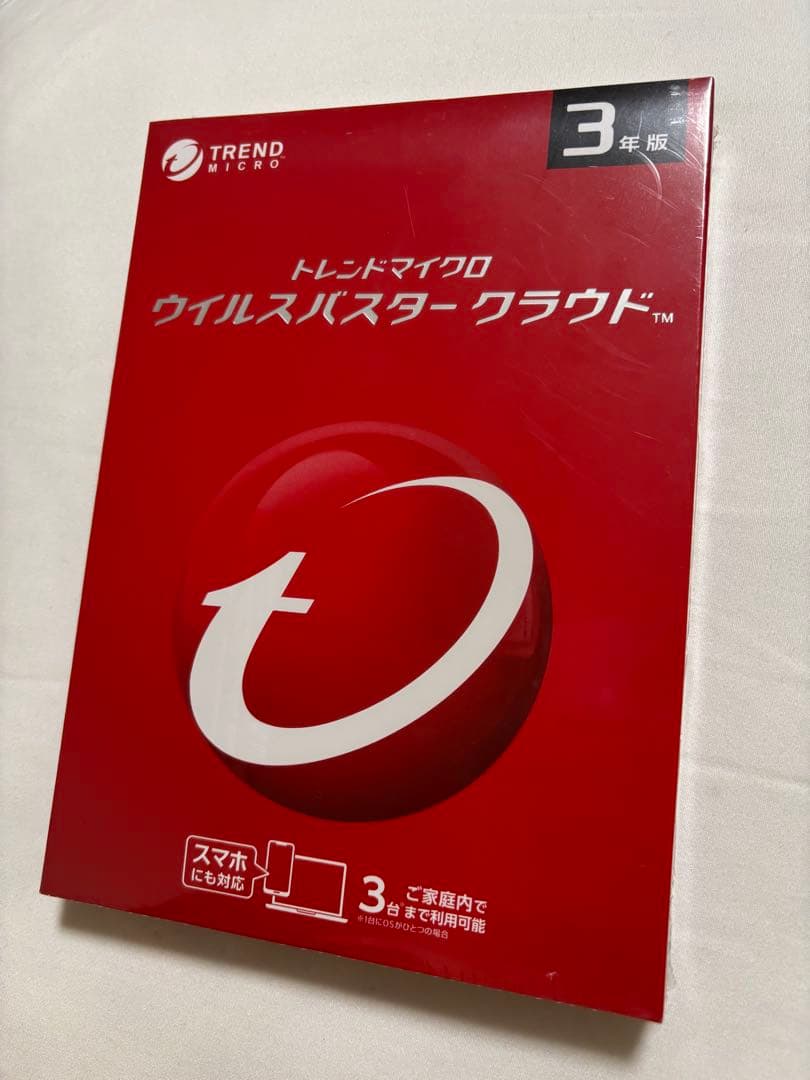 TREND
MICRO™
3年版
トレンドマイクロ
ウイルスバスター クラウド™
スマホ
にも対応
3台※ご家庭内で
まで利用可能
※1台にOSがひとつの場合